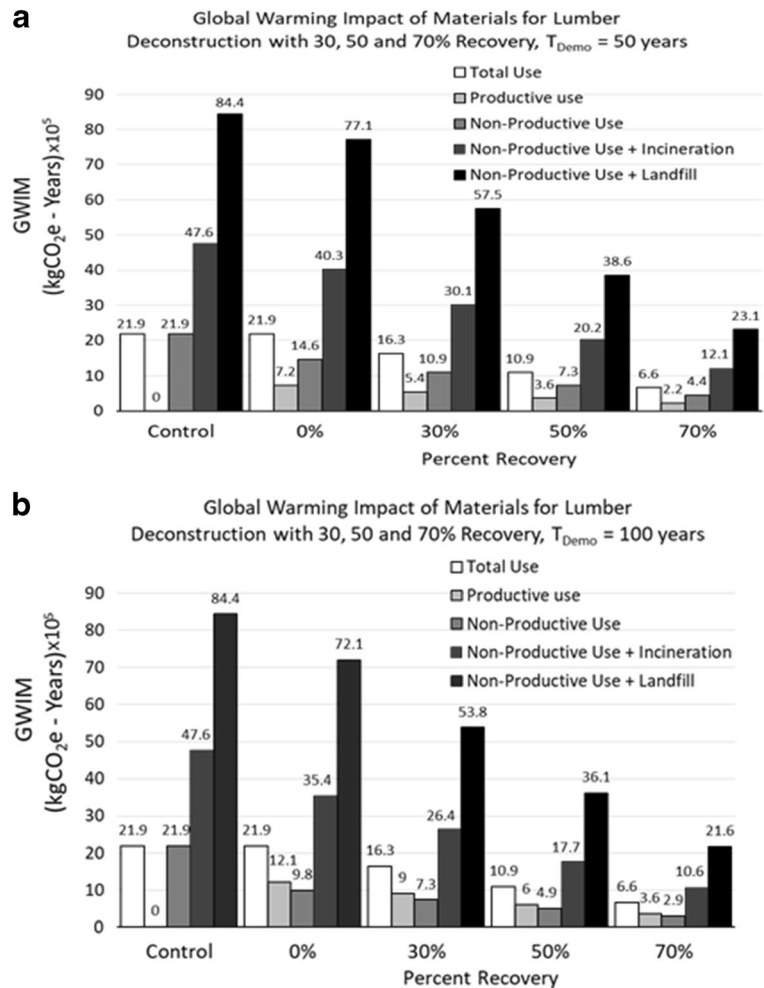 a
Global Warming Impact of Materials for Lumber
Deconstruction with 30, 50 and 70% Recovery, TDemo = 50 years
Total Use
Productive use
Non-Productive Use
Non-Productive Use + Incineration
Non-Productive Use + Landfill
GWIM
(kgCO2e - Years)x10⁵
90
80
70
60
50
40
30
20
10
0
21.9 0 21.9 47.6 84.4
21.9 7.2 14.6 40.3 77.1
16.3 5.4 10.9 30.1 57.5
10.9 3.6 7.3 20.2 38.6
6.6 2.2 4.4 12.1 23.1
Control 0% 30% 50% 70%
Percent Recovery
b
Global Warming Impact of Materials for Lumber
Deconstruction with 30, 50 and 70% Recovery, TDemo = 100 years
Total Use
Productive use
Non-Productive Use
Non-Productive Use + Incineration
Non-Productive Use + Landfill
GWIM
(kgCO2e - Years)x10⁵
90
80
70
60
50
40
30
20
10
0
21.9 0 21.9 47.6 84.4
21.9 12.1 9.8 35.4 72.1
16.3 9 7.3 26.4 53.8
10.9 6 4.9 17.7 36.1
6.6 3.6 2.9 10.6 21.6
Control 0% 30% 50% 70%
Percent Recovery